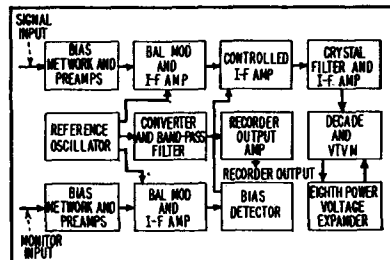 SIGNAL
INPUT
BIAS
NETWORK AND
PREAMPS
BAL MOD
AND
I-F AMP
CONTROLLED
I-F AMP
CRYSTAL
FILTER AND
I-F AMP
REFERENCE
OSCILLATOR
CONVERTER
AND BAND-PASS
FILTER
RECORDER
OUTPUT
AMP
DECADE
AND
VTVM
RECORDER OUTPUT
BIAS
NETWORK AND
PREAMPS
BAL MOD
AND
I-F AMP
BIAS
DETECTOR
EIGHTH POWER
VOLTAGE
EXPANDER
MONITOR
INPUT